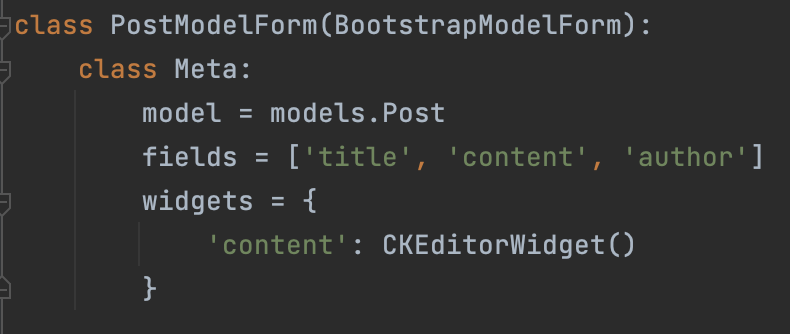 class PostModelForm(BootstrapModelForm):
    class Meta:
        model = models.Post
        fields = ['title', 'content', 'author']
        widgets = {
            'content': CKEditorWidget()
        }